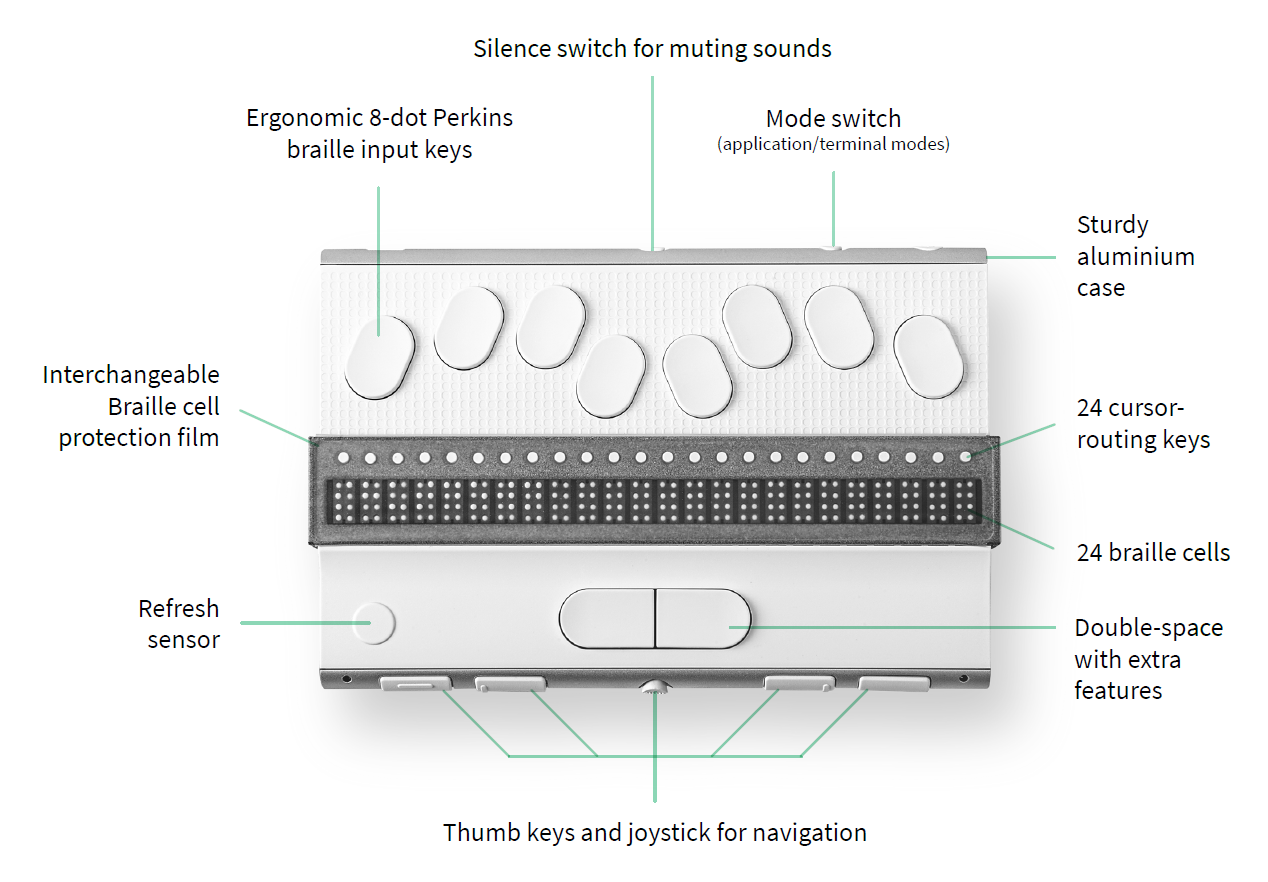 Silence switch for muting sounds
Ergonomic 8-dot Perkins
braille input keys
Mode switch
(application/terminal modes)
Sturdy
aluminium
case
Interchangeable
Braille cell
protection film
24 cursor-
routing keys
24 braille cells
Refresh
sensor
Double-space
with extra
features
Thumb keys and joystick for navigation